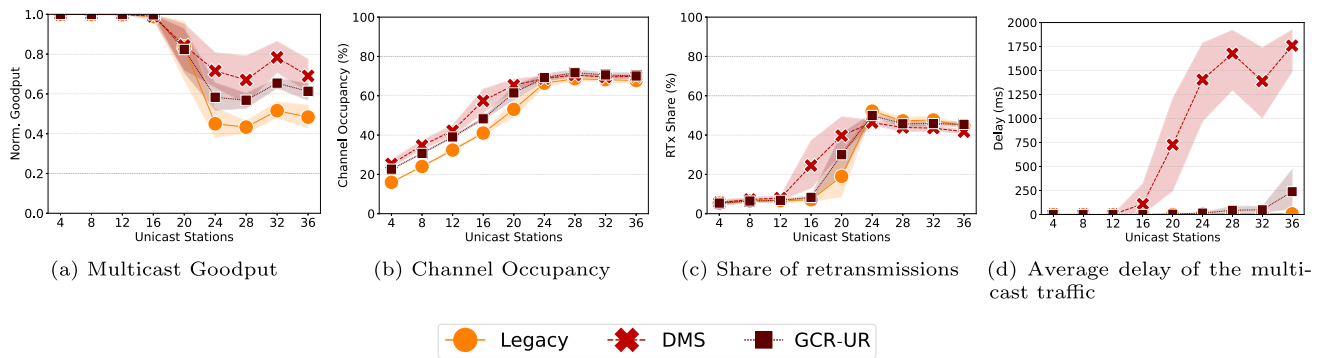 1.0
0.8
0.6
0.4
0.2
0.0
Norm. Goodput
4 8 12 16 20 24 28 32 36
Unicast Stations
(a) Multicast Goodput
100
80
60
40
20
0
Channel Occupancy (%)
4 8 12 16 20 24 28 32 36
Unicast Stations
(b) Channel Occupancy
100
80
60
40
20
0
RTx Share (%)
4 8 12 16 20 24 28 32 36
Unicast Stations
(c) Share of retransmissions
2000
1750
1500
1250
1000
750
500
250
0
Delay (ms)
4 8 12 16 20 24 28 32 36
Unicast Stations
(d) Average delay of the multi-
cast traffic
Legacy DMS GCR-UR